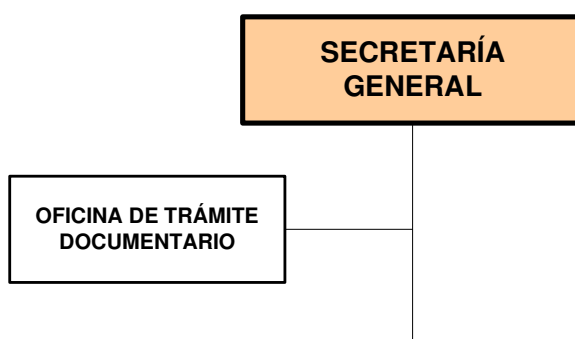 SECRETARÍA
GENERAL
OFICINA DE TRÁMITE
DOCUMENTARIO